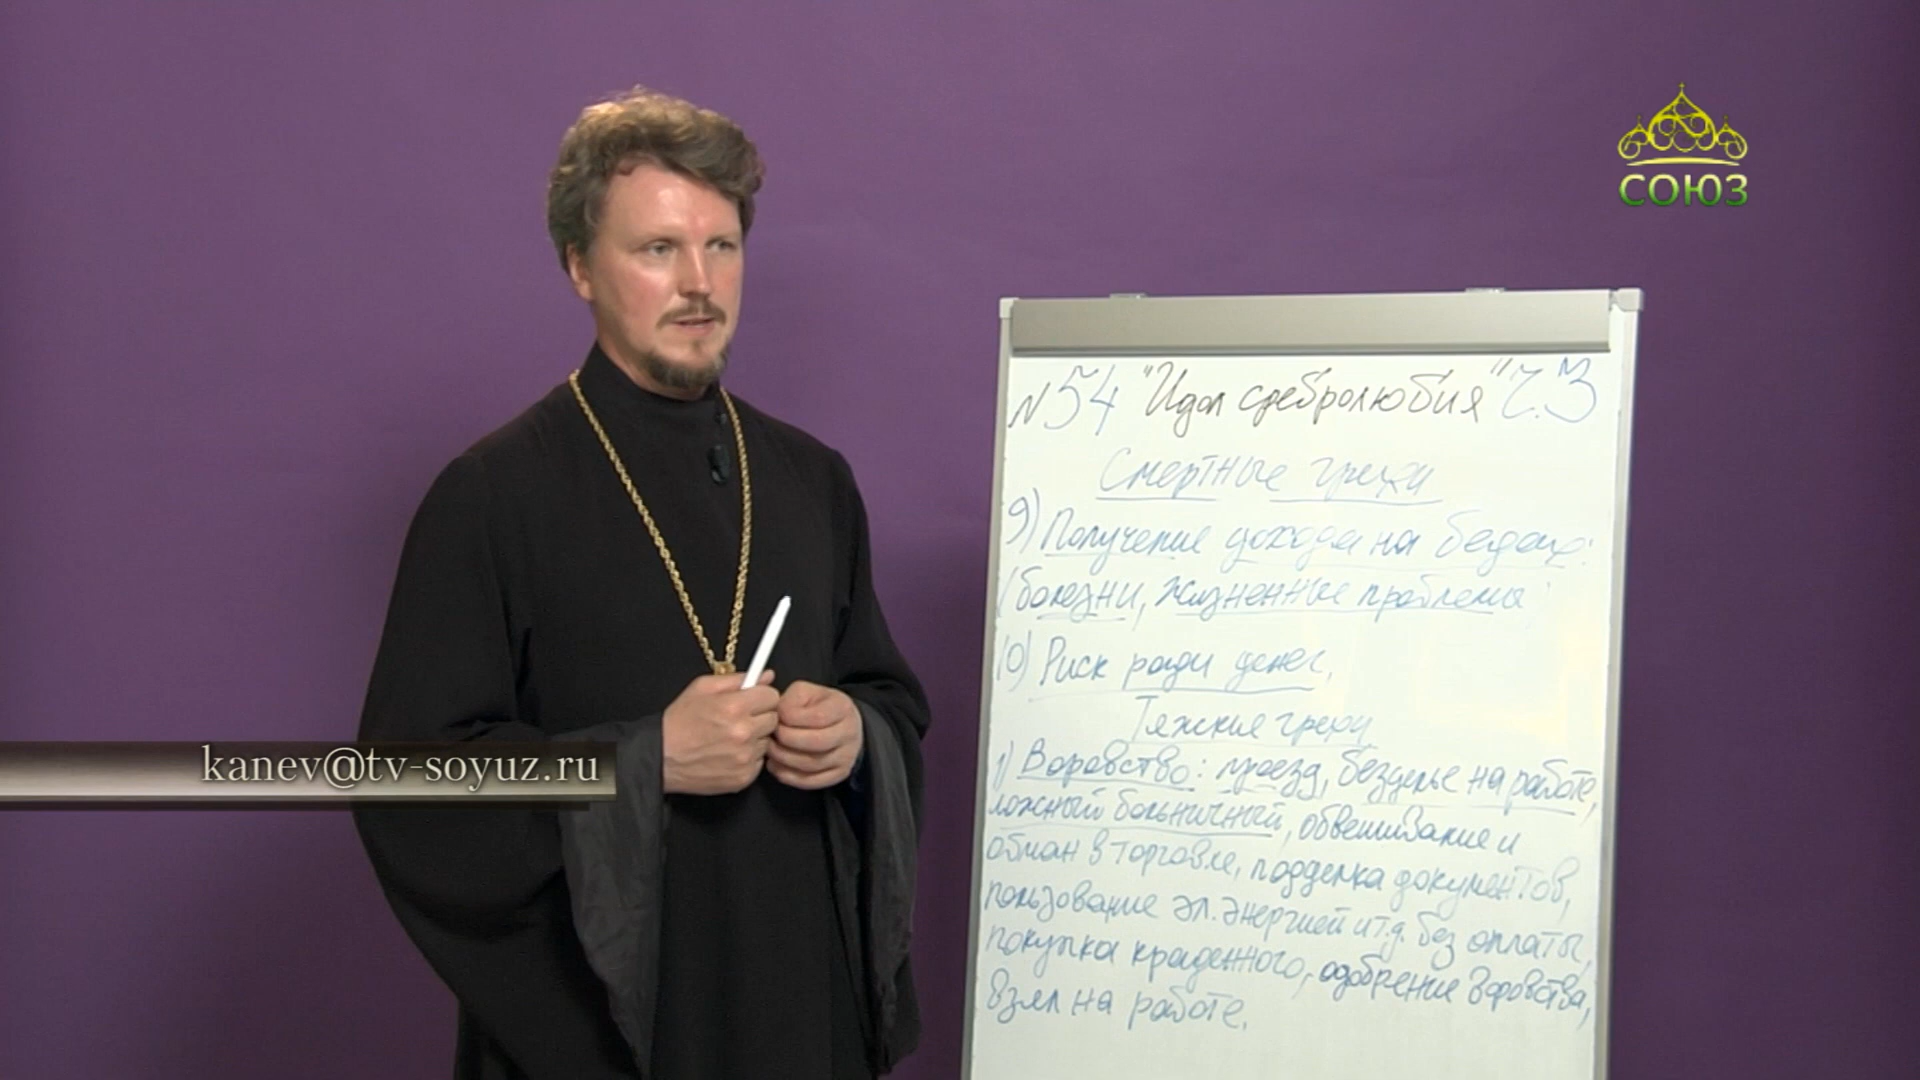 СОЮЗ
№54 "Идол сребролюбия" ч.3
Смертные грехи
9) Получение дохода на бедах:
(болезни, жизненные проблемы)
10) Риск ради денег.
Тяжкие грехи
1) Воровство: проезд, безделье на работе,
ложный больничный, обвешивание и
обман в торговле, подделка документов,
пользование эл. энергией и т.д. без оплаты,
покупка краденного, одобрение воровства,
взял на работе.
kanev@tv-soyuz.ru